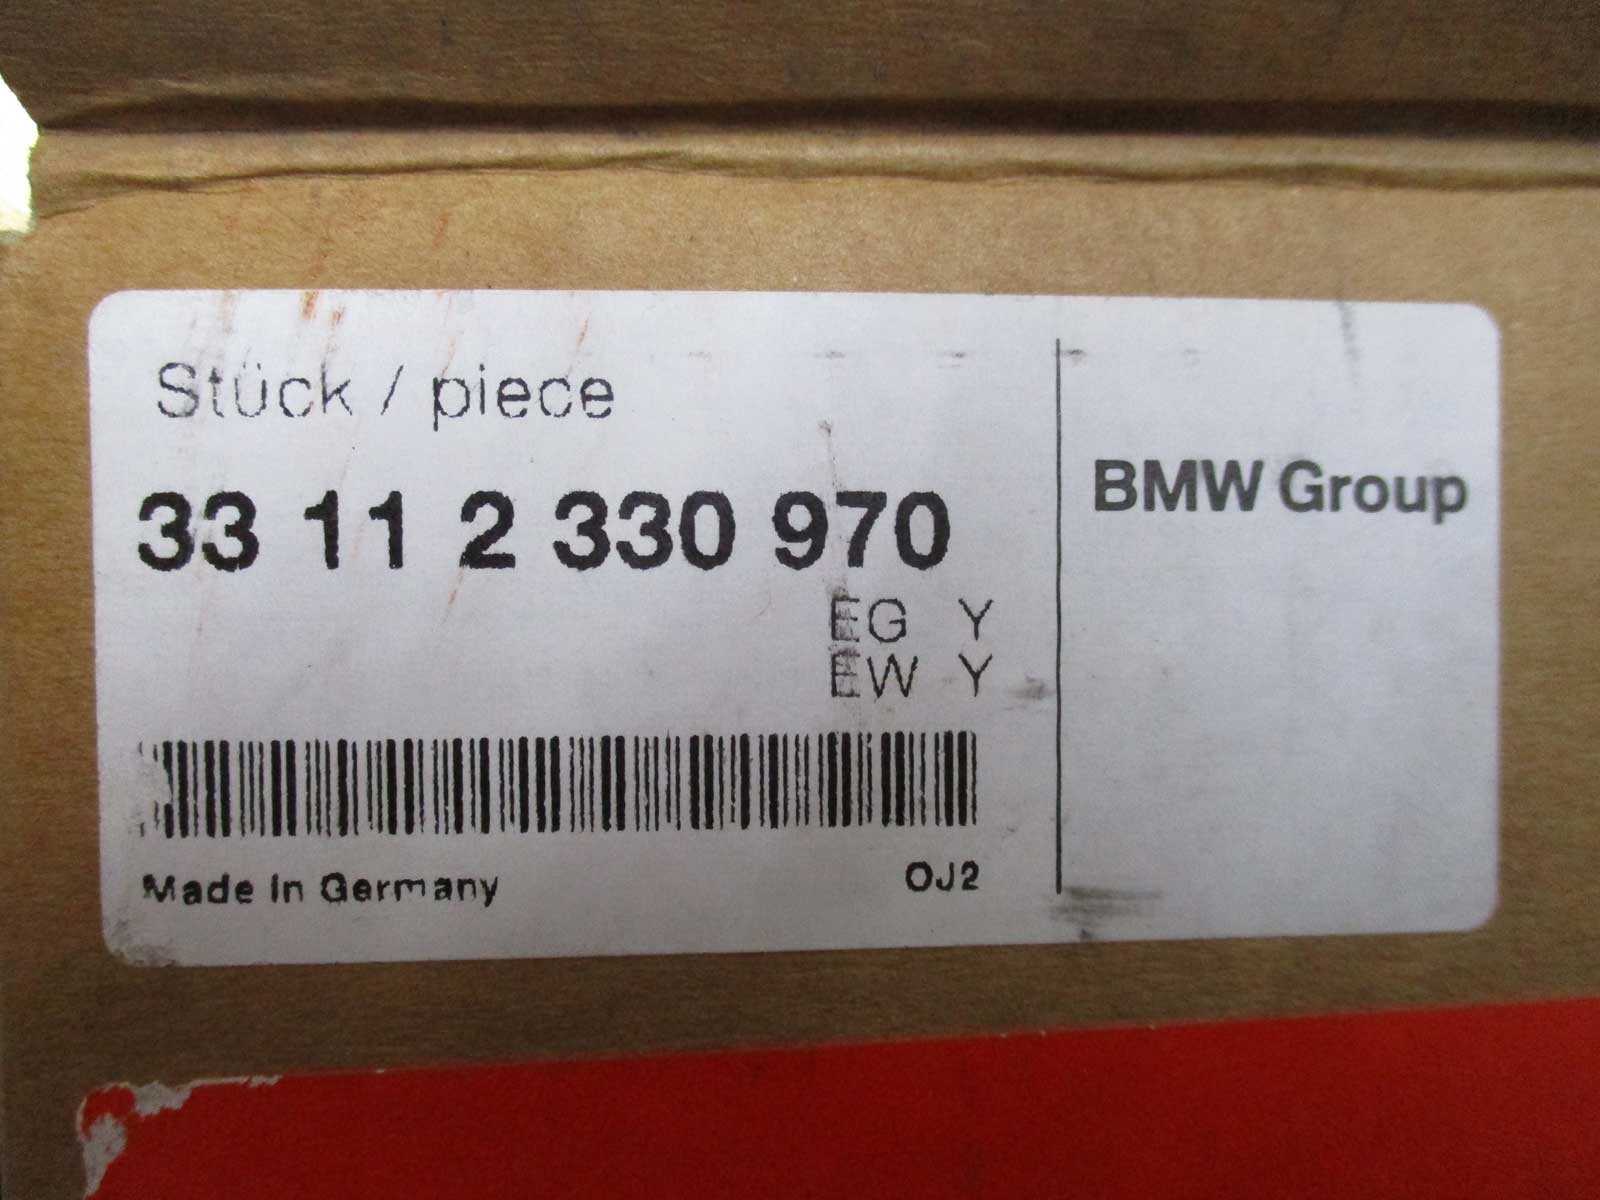 Stück / piece
33 11 2 330 970
EG Y
EW Y
Made In Germany
OJ2
BMW Group